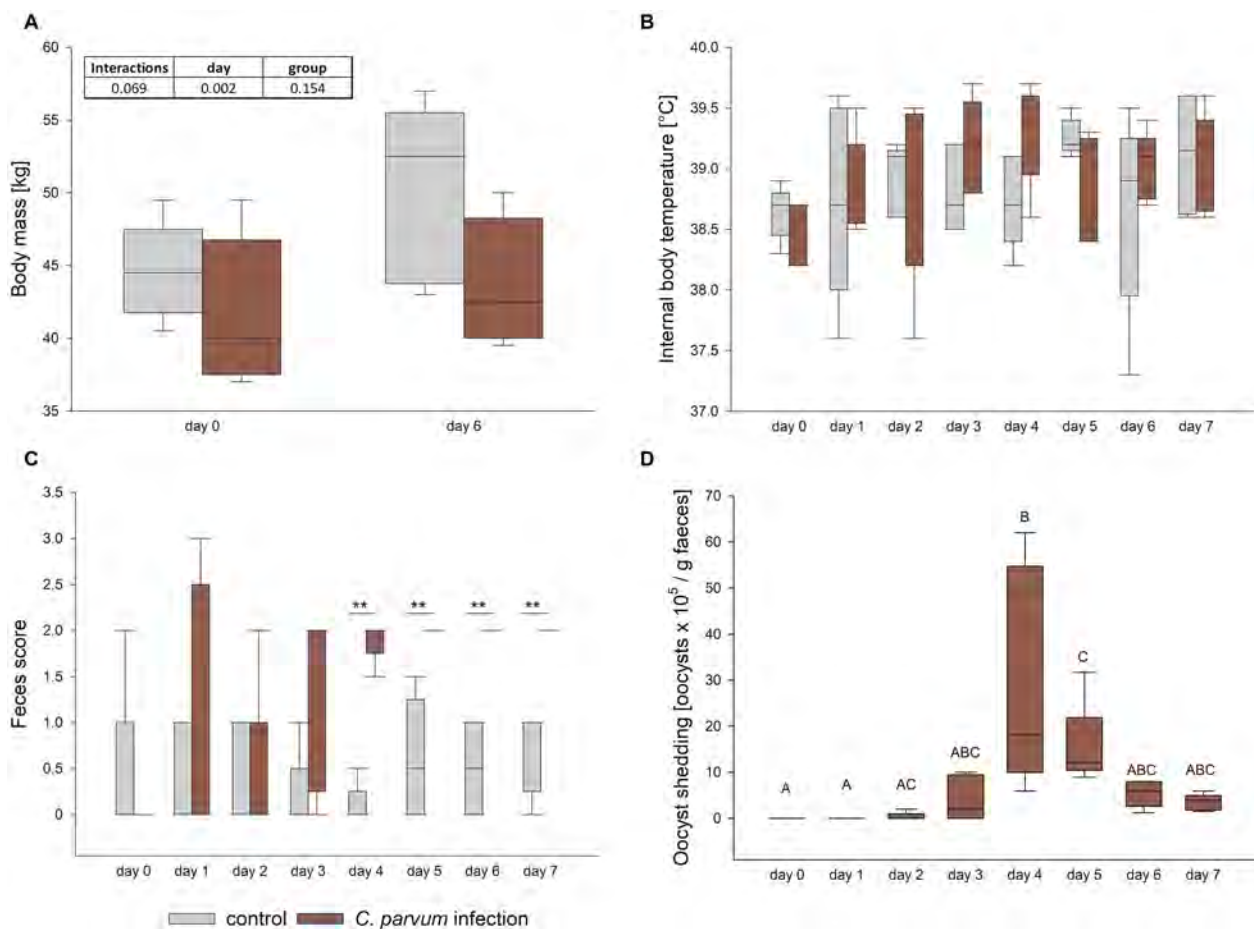 A
Body mass [kg]
60
55
50
45
40
35
Interactions day group
0.069 0.002 0.154
day 0 day 6
B
Internal body temperature [°C]
40.0
39.5
39.0
38.5
38.0
37.5
37.0
day 0 day 1 day 2 day 3 day 4 day 5 day 6 day 7
C
Feces score
3.5
3.0
2.5
2.0
1.5
1.0
0.5
0
** ** ** **
day 0 day 1 day 2 day 3 day 4 day 5 day 6 day 7
D
Oocyst shedding [oocysts x 10⁵ / g faeces]
70
60
50
40
30
20
10
0
A A AC ABC B C ABC ABC
day 0 day 1 day 2 day 3 day 4 day 5 day 6 day 7
control C. parvum infection